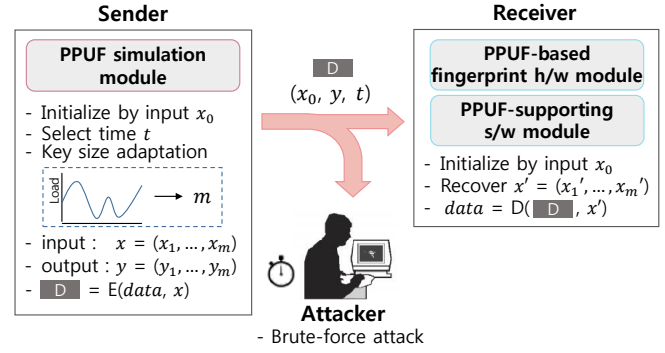 Sender
PPUF simulation
module
- Initialize by input x₀
- Select time t
- Key size adaptation
Load
m
- input : x = (x₁, ..., xₘ)
- output : y = (y₁, ..., yₘ)
- D = E(data, x)
D
(x₀, y, t)
Attacker
- Brute-force attack
Receiver
PPUF-based
fingerprint h/w module
PPUF-supporting
s/w module
- Initialize by input x₀
- Recover x′ = (x₁′, ..., xₘ′)
- data = D( D , x′)